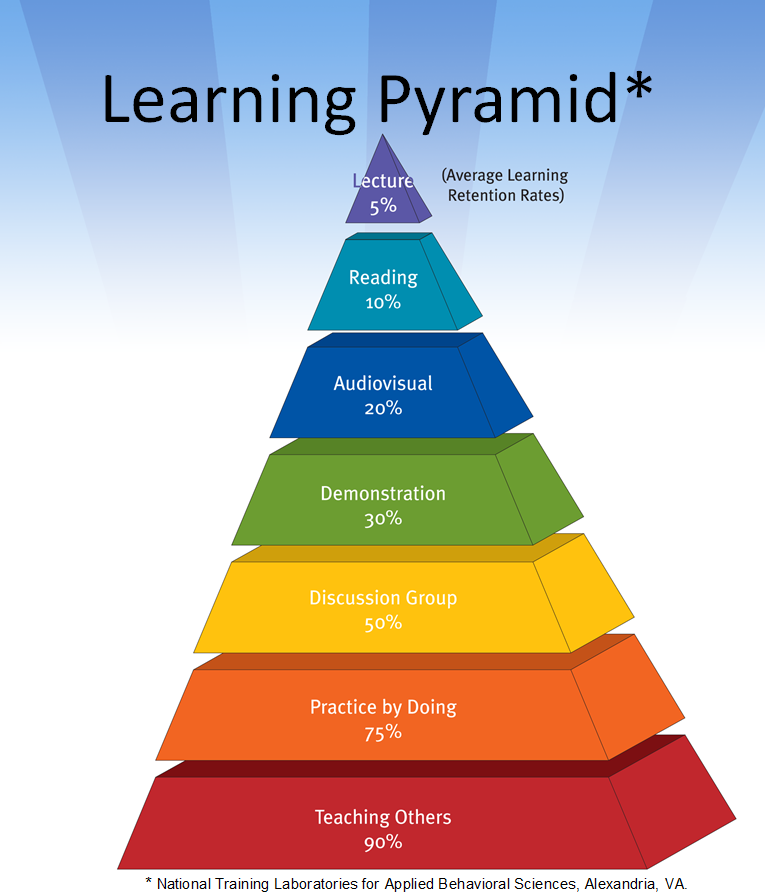 Learning Pyramid*
Lecture
5%
(Average Learning
Retention Rates)
Reading
10%
Audiovisual
20%
Demonstration
30%
Discussion Group
50%
Practice by Doing
75%
Teaching Others
90%
* National Training Laboratories for Applied Behavioral Sciences, Alexandria, VA.